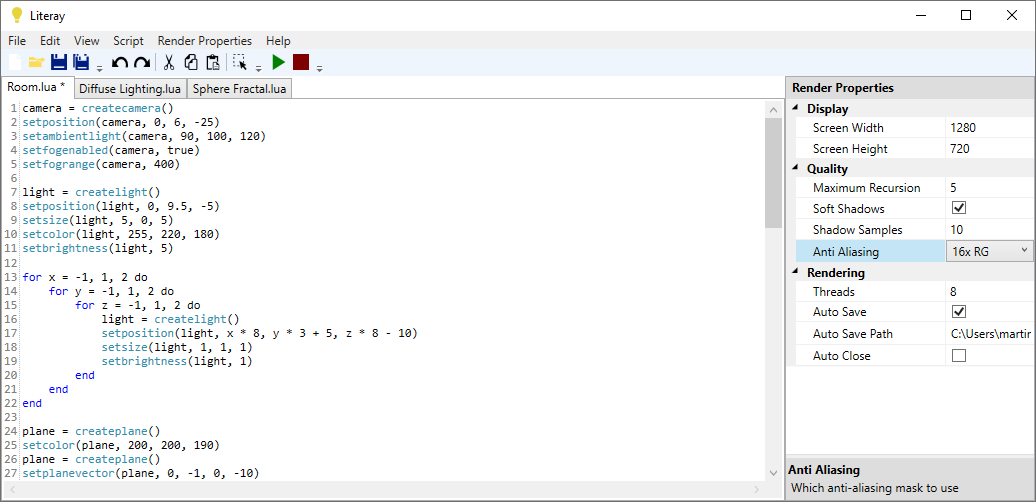 Literay
File Edit View Script Render Properties Help
Room.lua * Diffuse Lighting.lua Sphere Fractal.lua
1 camera = createcamera()
2 setposition(camera, 0, 6, -25)
3 setambientlight(camera, 90, 100, 120)
4 setfogenabled(camera, true)
5 setfogrange(camera, 400)
6
7 light = createlight()
8 setposition(light, 0, 9.5, -5)
9 setsize(light, 5, 0, 5)
10 setcolor(light, 255, 220, 180)
11 setbrightness(light, 5)
12
13 for x = -1, 1, 2 do
14     for y = -1, 1, 2 do
15         for z = -1, 1, 2 do
16             light = createlight()
17             setposition(light, x * 8, y * 3 + 5, z * 8 - 10)
18             setsize(light, 1, 1, 1)
19             setbrightness(light, 1)
20         end
21     end
22 end
23
24 plane = createplane()
25 setcolor(plane, 200, 200, 190)
26 plane = createplane()
27 setplanevector(plane, 0, -1, 0, -10)
Render Properties
Display
Screen Width 1280
Screen Height 720
Quality
Maximum Recursion 5
Soft Shadows
Shadow Samples 10
Anti Aliasing 16x RG
Rendering
Threads 8
Auto Save
Auto Save Path C:\Users\martir
Auto Close
Anti Aliasing
Which anti-aliasing mask to use